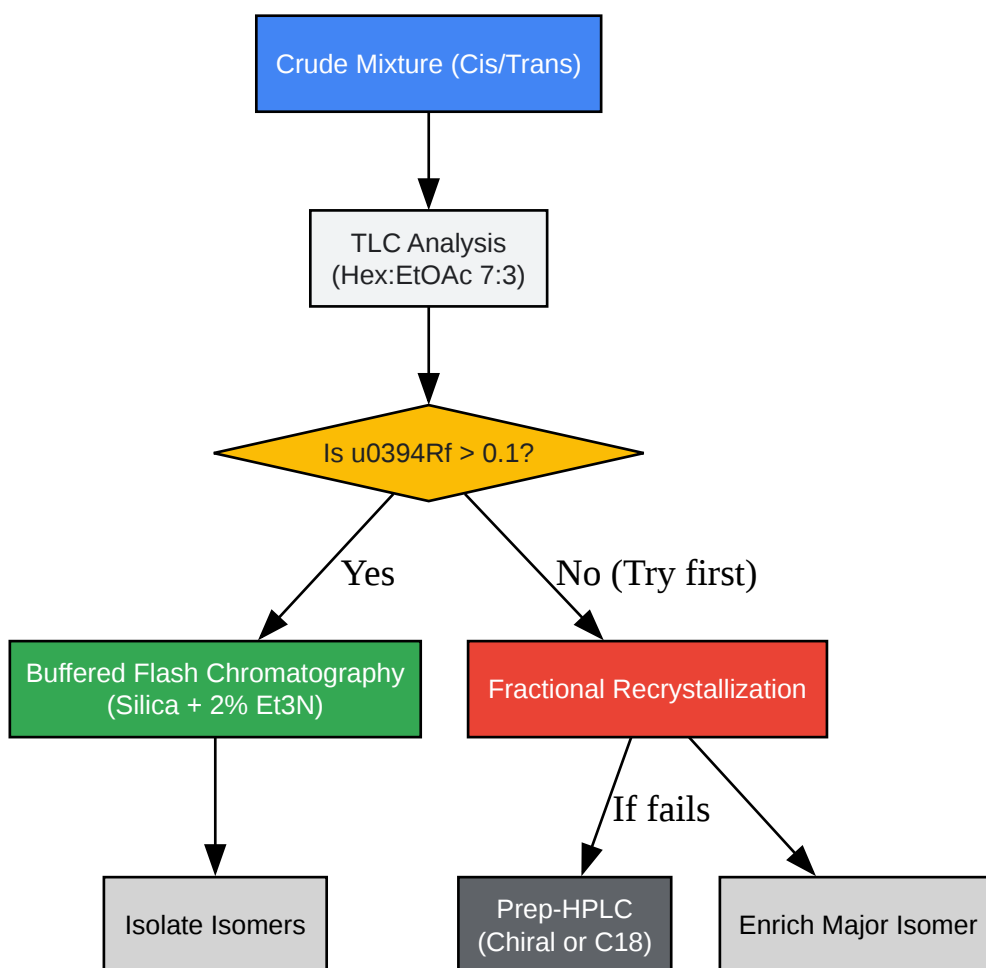 Crude Mixture (Cis/Trans)
TLC Analysis
(Hex:EtOAc 7:3)
Is u0394Rf > 0.1?
Yes
No (Try first)
Buffered Flash Chromatography
(Silica + 2% Et3N)
Fractional Recrystallization
If fails
Isolate Isomers
Prep-HPLC
(Chiral or C18)
Enrich Major Isomer